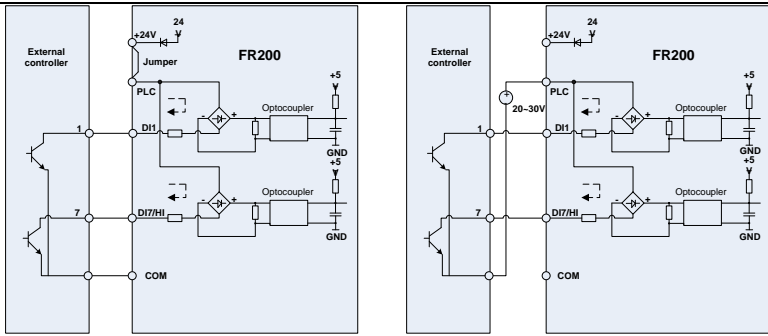 24
V
+24V
External
controller
FR200
Jumper
+5
V
PLC
Optocoupler
- +
1
DI1
GND
+5
V
Optocoupler
- +
7
DI7/HI
GND
COM
24
V
+24V
External
controller
FR200
+5
V
PLC
+
20~30V
Optocoupler
- +
1
DI1
GND
+5
V
Optocoupler
- +
7
DI7/HI
GND
COM